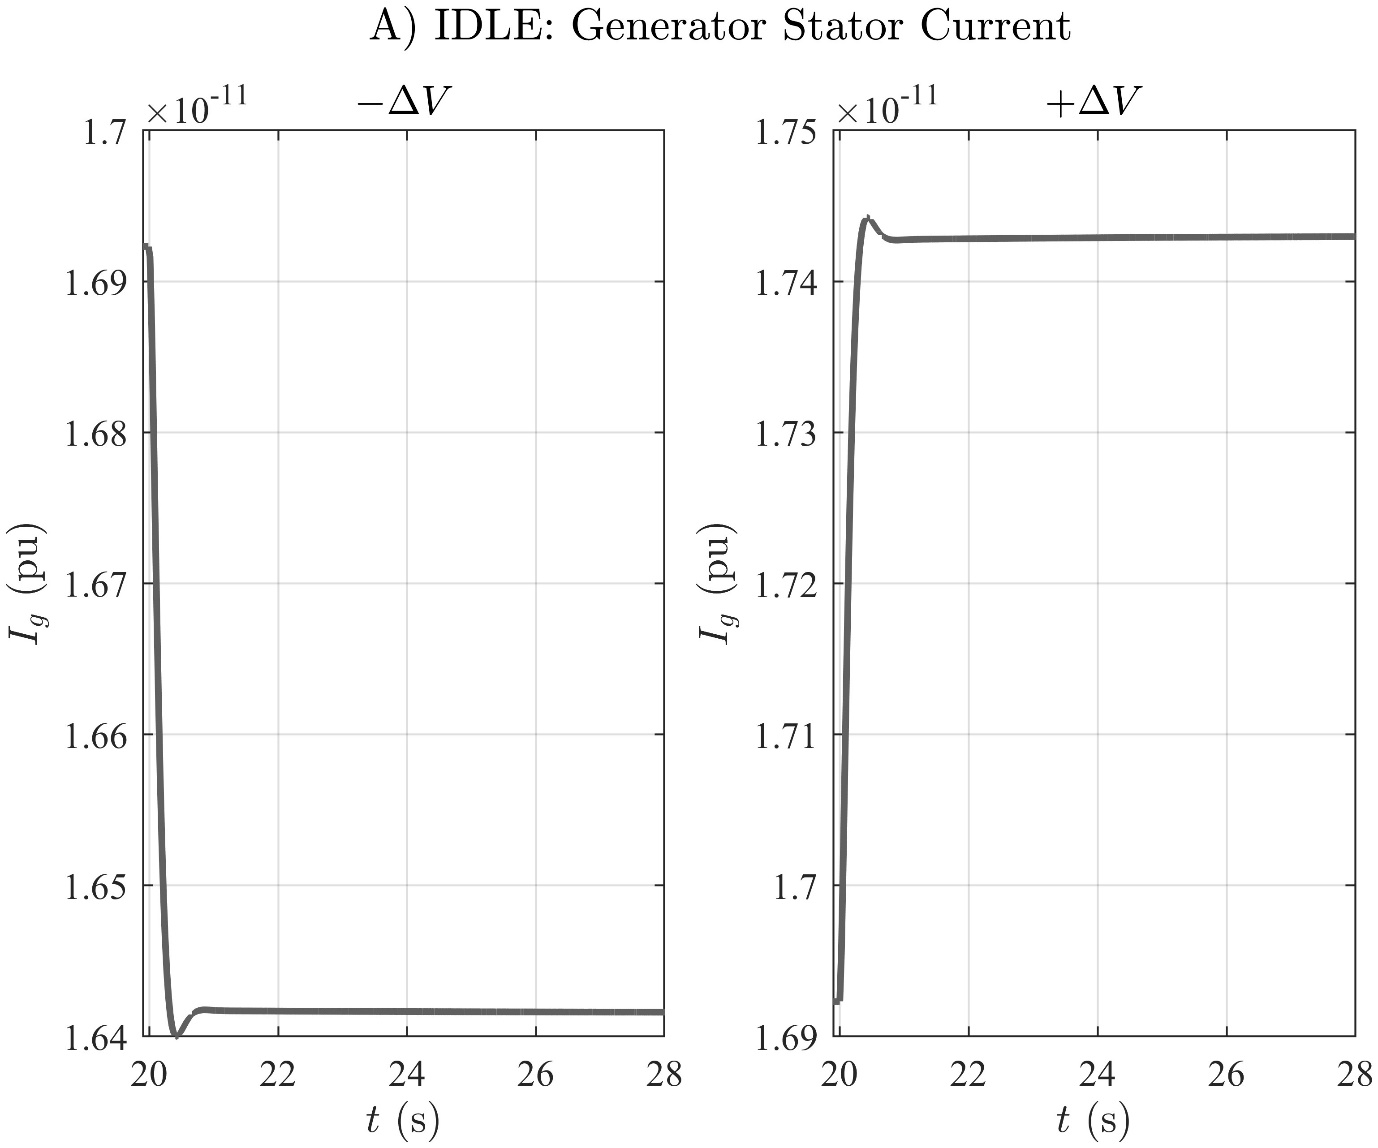 A) IDLE: Generator Stator Current
×10⁻¹¹
−ΔV
1.7
1.69
1.68
1.67
1.66
1.65
1.64
I_g (pu)
20 22 24 26 28
t (s)
×10⁻¹¹
+ΔV
1.75
1.74
1.73
1.72
1.71
1.7
1.69
I_g (pu)
20 22 24 26 28
t (s)